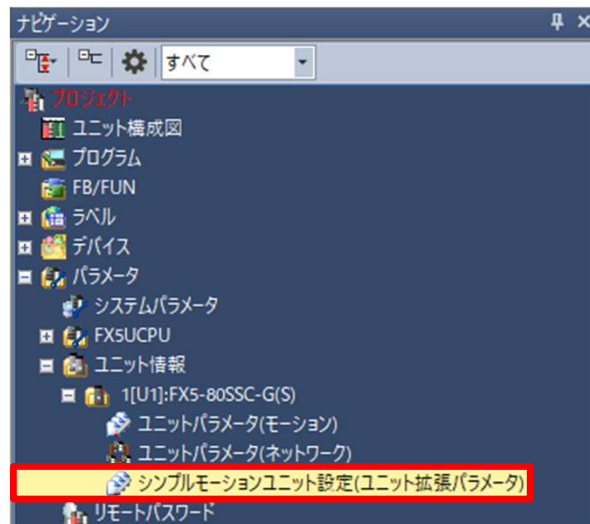 ナビゲーション
すべて
プロジェクト
ユニット構成図
プログラム
FB/FUN
ラベル
デバイス
パラメータ
システムパラメータ
FX5UCPU
ユニット情報
1[U1]:FX5-80SSC-G(S)
ユニットパラメータ(モーション)
ユニットパラメータ(ネットワーク)
シンプルモーションユニット設定(ユニット拡張パラメータ)
リモートパスワード